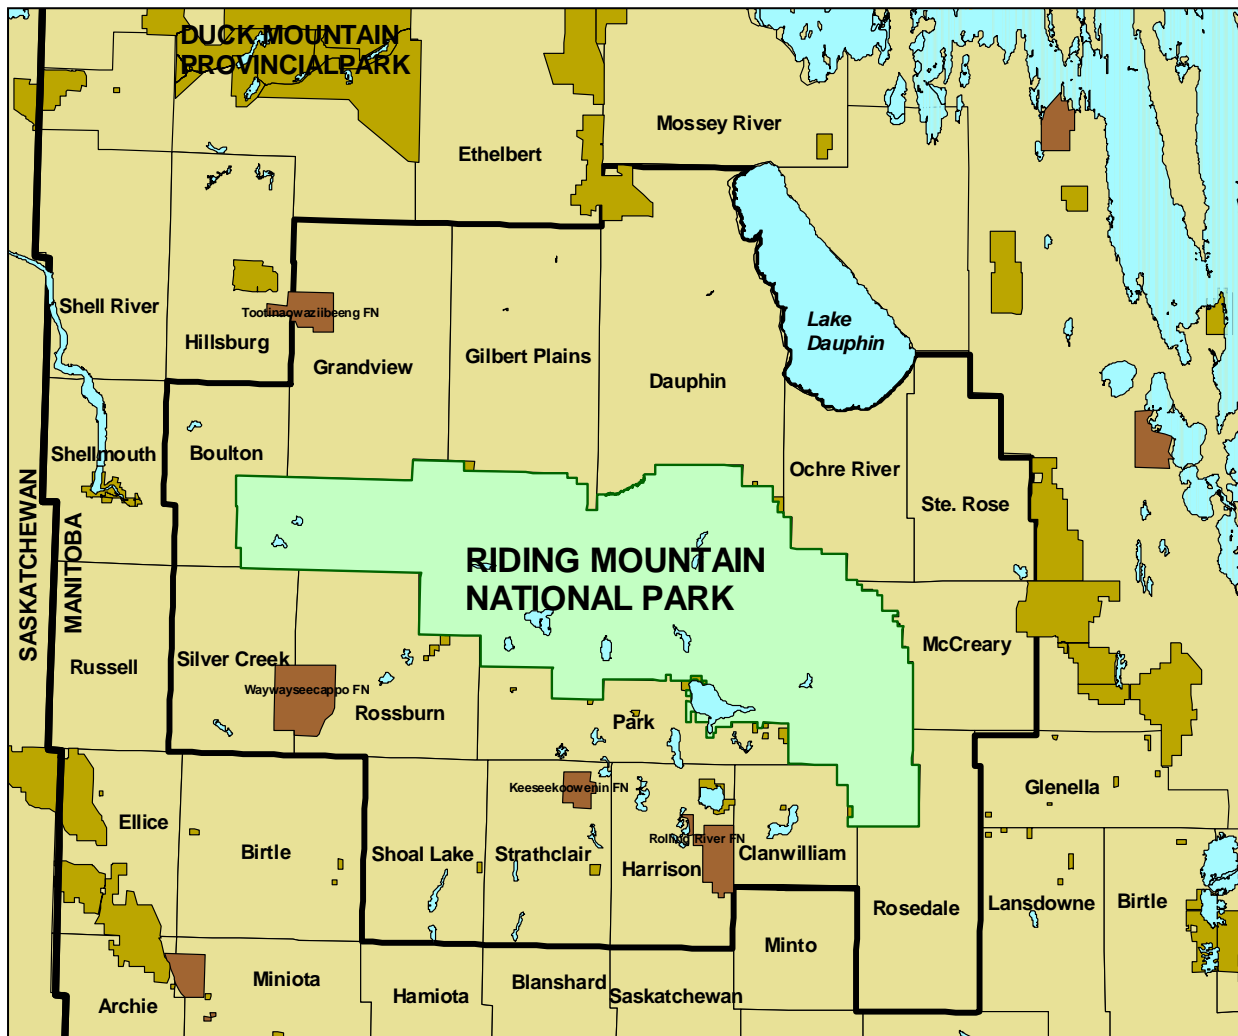 DUCK MOUNTAIN
PROVINCIALPARK
Mossey River
Ethelbert
Shell River
Tootinaowaziibeeng FN
Hillsburg
Grandview
Gilbert Plains
Dauphin
Lake
Dauphin
Shellmouth
Boulton
Ochre River
Ste. Rose
SASKATCHEWAN
MANITOBA
RIDING MOUNTAIN
NATIONAL PARK
Russell
Silver Creek
McCreary
Waywayseecappo FN
Rossburn
Park
Keeseekoowenin FN
Glenella
Ellice
Birtle
Shoal Lake
Strathclair
Rolling River FN
Harrison
Clanwilliam
Rosedale
Lansdowne
Birtle
Minto
Archie
Miniota
Hamiota
Blanshard
Saskatchewan